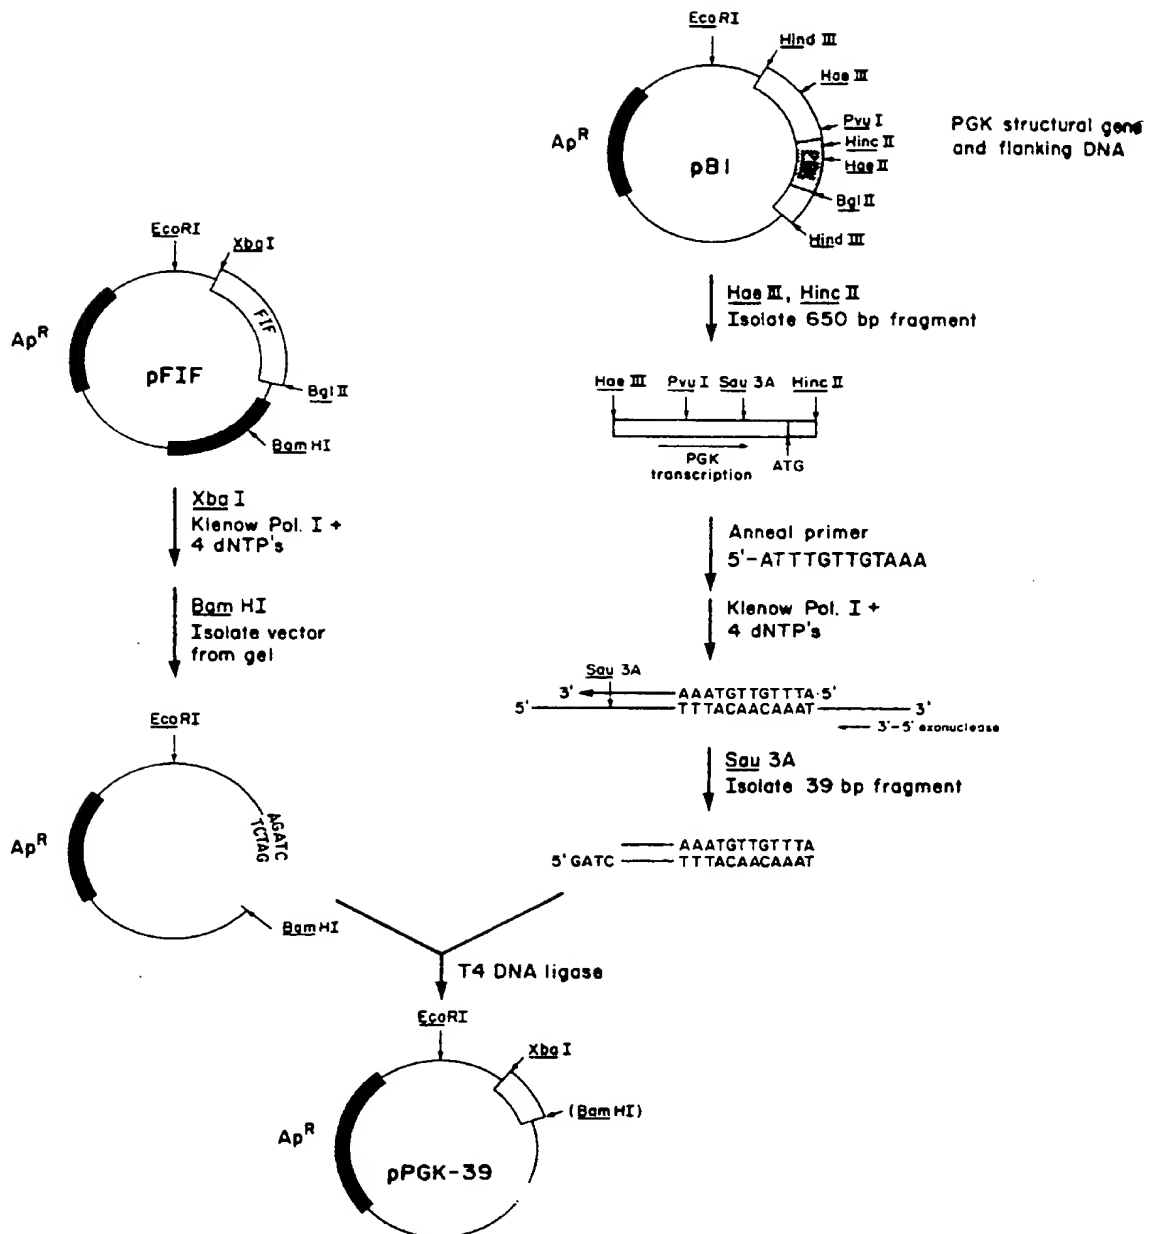 EcoRI
Hind III
Hae III
Pvu I
Hinc II
Hae II
Bgl II
Hind III
ApR
pB1
PGK structural gene
and flanking DNA
EcoRI
Xba I
FIF
ApR
pFIF
Bgl II
Bam HI
Hae III, Hinc II
Isolate 650 bp fragment
Hae III
Pvu I
Sau 3A
Hinc II
PGK
transcription
ATG
Xba I
Klenow Pol. I +
4 dNTP's
Bam HI
Isolate vector
from gel
Anneal primer
5'-ATTTGTTGTAAA
Klenow Pol. I +
4 dNTP's
Sau 3A
3'
AAATGTTGTTTA-5'
5'
TTTACAACAAAT
3'
3'-5' exonuclease
Sau 3A
Isolate 39 bp fragment
AAATGTTGTTTA
5' GATC
TTTACAACAAAT
EcoRI
AGATC
TCTAG
ApR
Bam HI
T4 DNA ligase
EcoRI
Xba I
(Bam HI)
ApR
pPGK-39